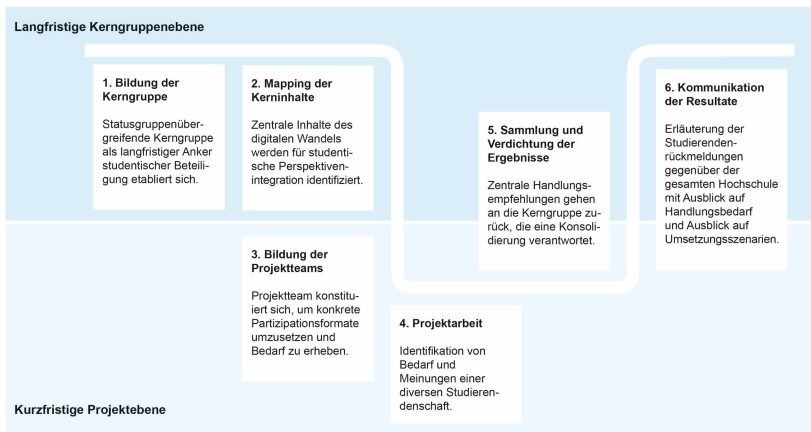 Langfristige Kerngruppenebene
1. Bildung der
Kerngruppe
Statusgruppenüber-
greifende Kerngruppe
als langfristiger Anker
studentischer Beteili-
gung etabliert sich.
2. Mapping der
Kerninhalte
Zentrale Inhalte des
digitalen Wandels
werden für studenti-
sche Perspektiven-
integration identifiziert.
3. Bildung der
Projektteams
Projektteam konstitu-
iert sich, um konkrete
Partizipationsformate
umzusetzen und
Bedarf zu erheben.
4. Projektarbeit
Identifikation von
Bedarf und
Meinungen einer
diversen Studieren-
denschaft.
5. Sammlung und
Verdichtung der
Ergebnisse
Zentrale Handlungs-
empfehlungen gehen
an die Kerngruppe zu-
rück, die eine Konsoli-
dierung verantwortet.
6. Kommunikation
der Resultate
Erläuterung der
Studierenden-
rückmeldungen
gegenüber der
gesamten Hochschule
mit Ausblick auf
Handlungsbedarf
und Ausblick auf
Umsetzungsszenarien.
Kurzfristige Projektebene